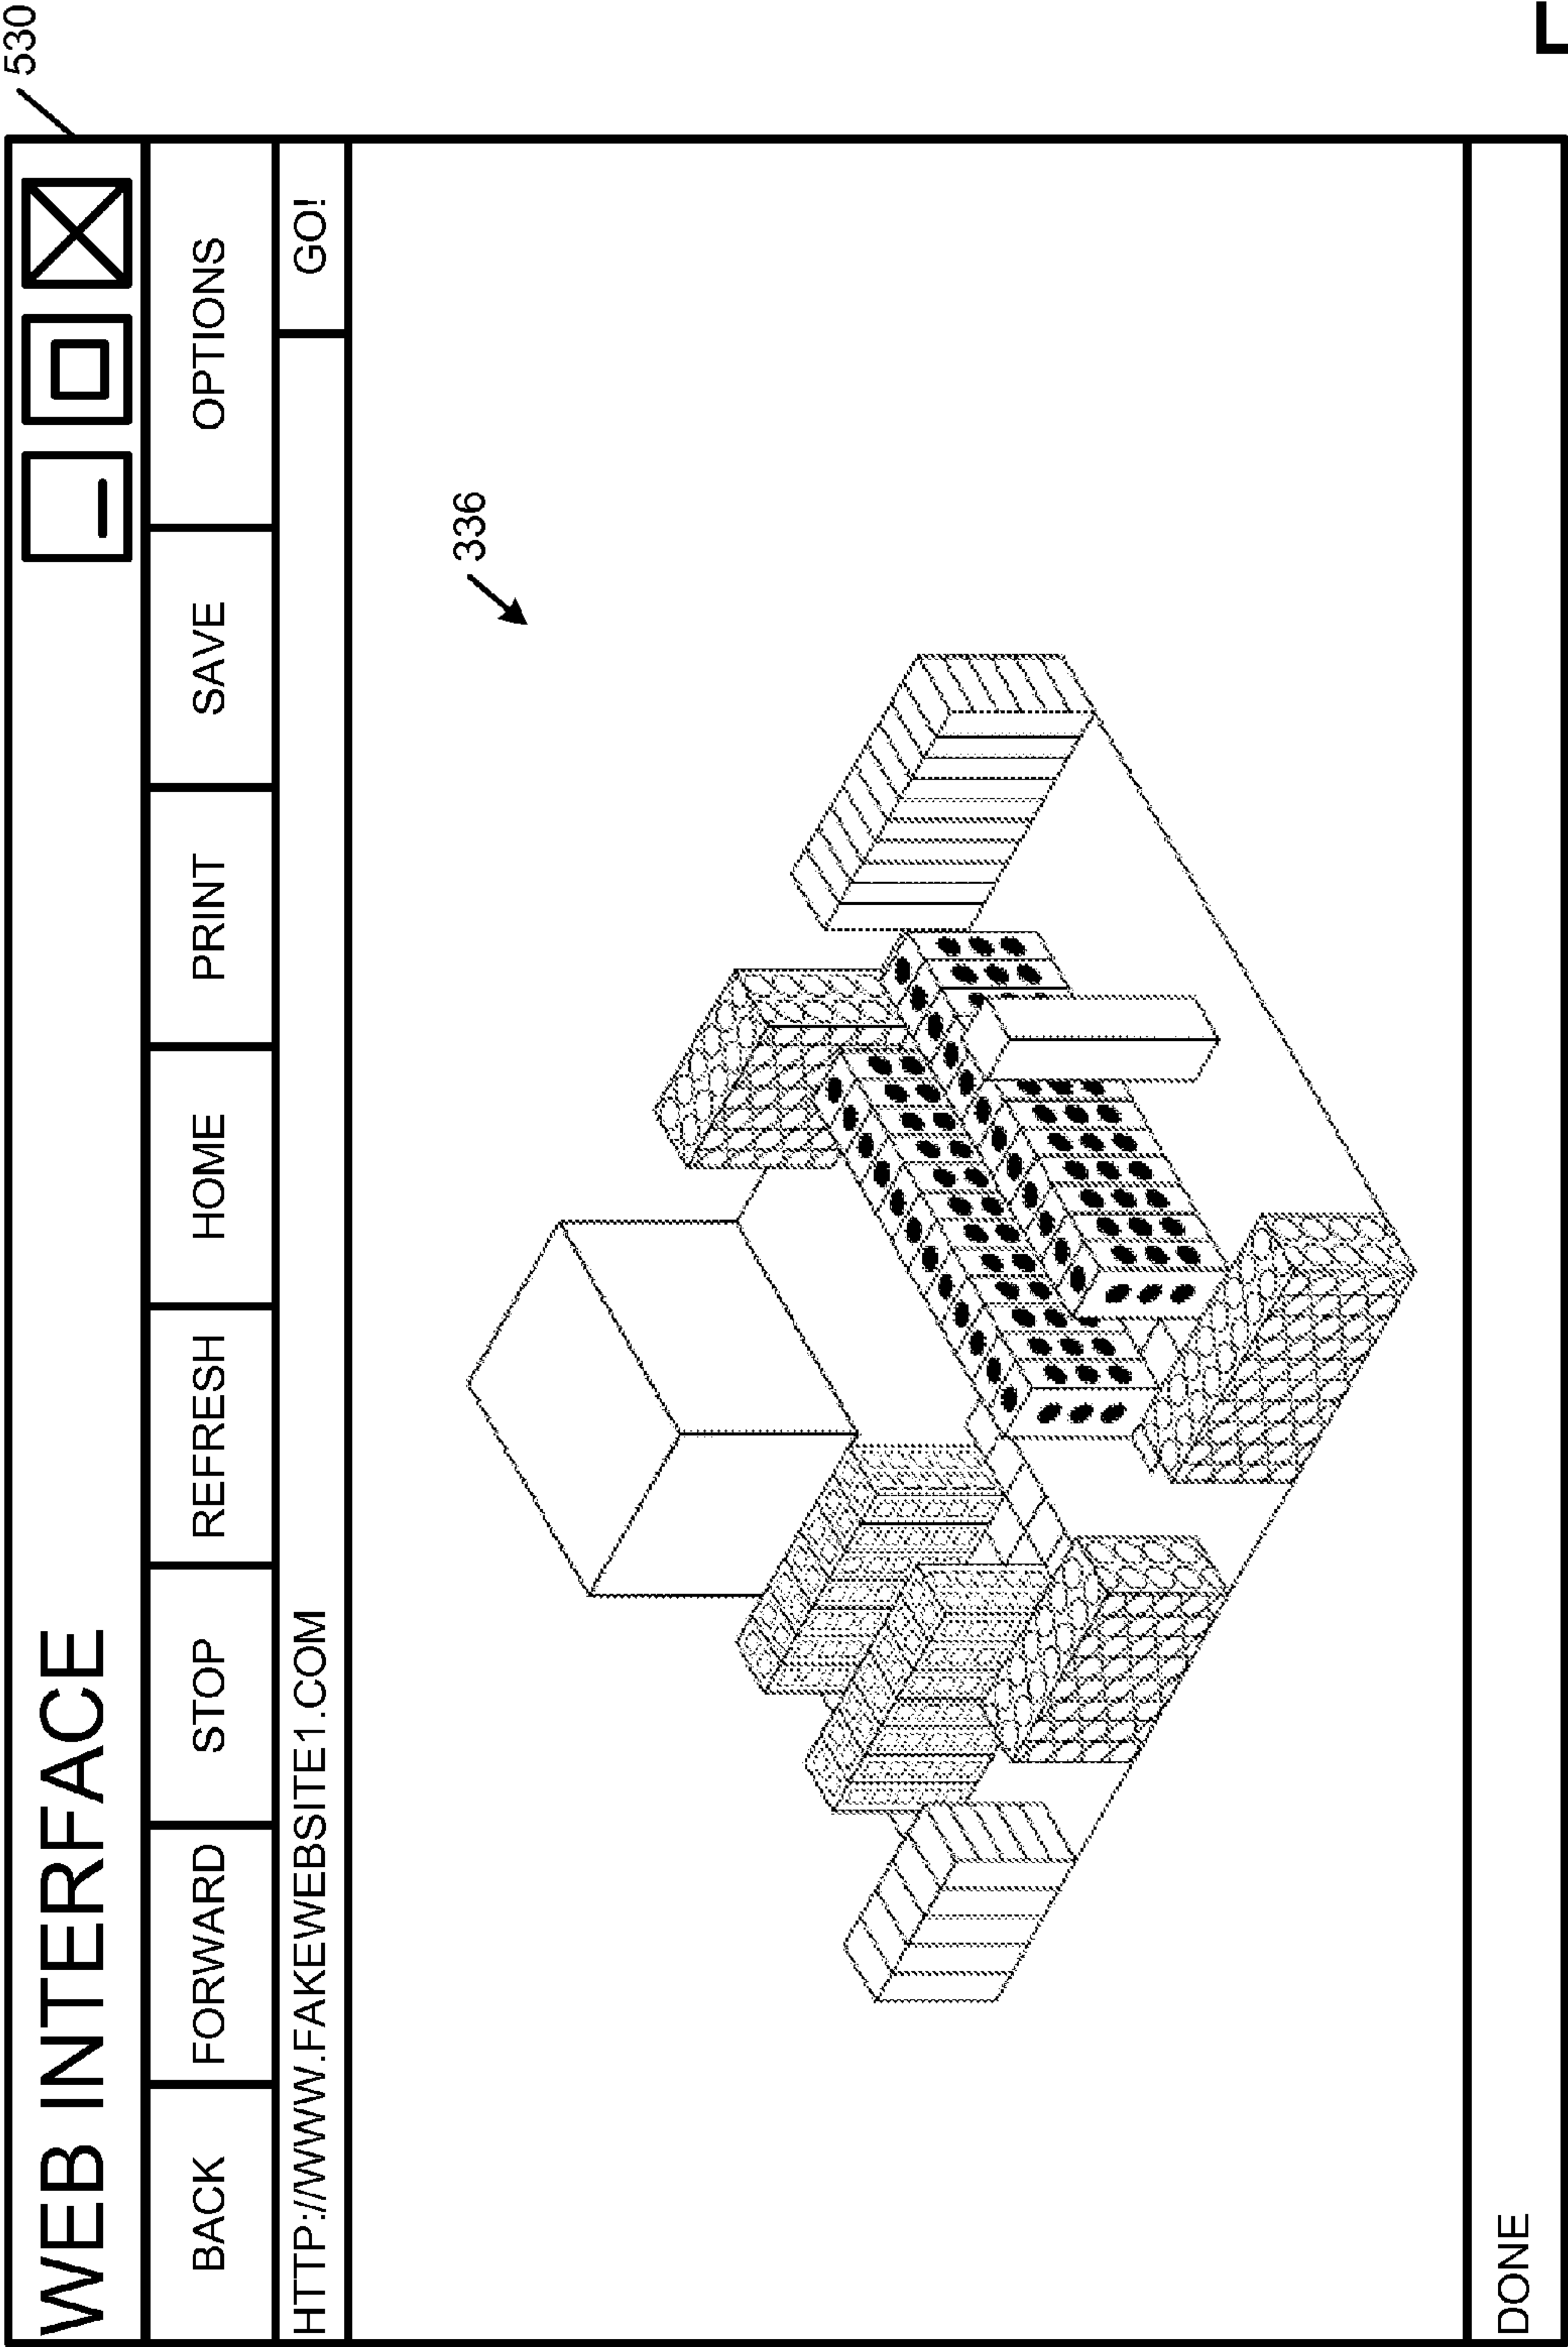 530
WEB INTERFACE
BACK FORWARD STOP REFRESH HOME PRINT SAVE OPTIONS
HTTP://WWW.FAKEWEBSITE1.COM GO!
336
DONE